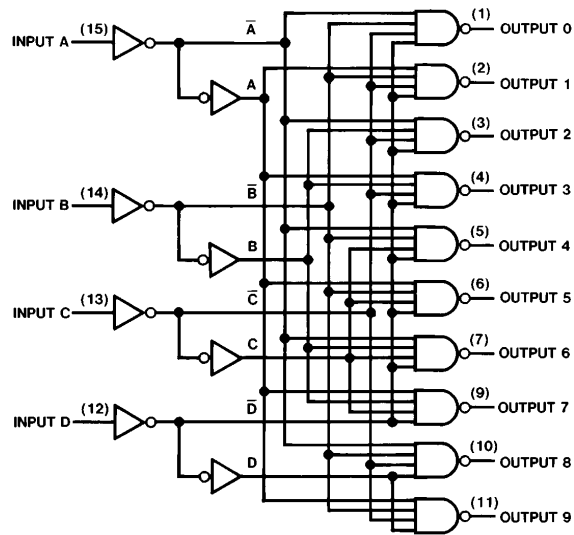 (1)
OUTPUT 0
INPUT A (15) A̅
(2)
A OUTPUT 1
(3)
OUTPUT 2
(4)
INPUT B (14) B̅ OUTPUT 3
(5)
B OUTPUT 4
(6)
INPUT C (13) C̅ OUTPUT 5
(7)
C OUTPUT 6
(9)
INPUT D (12) D̅ OUTPUT 7
(10)
D OUTPUT 8
(11)
OUTPUT 9